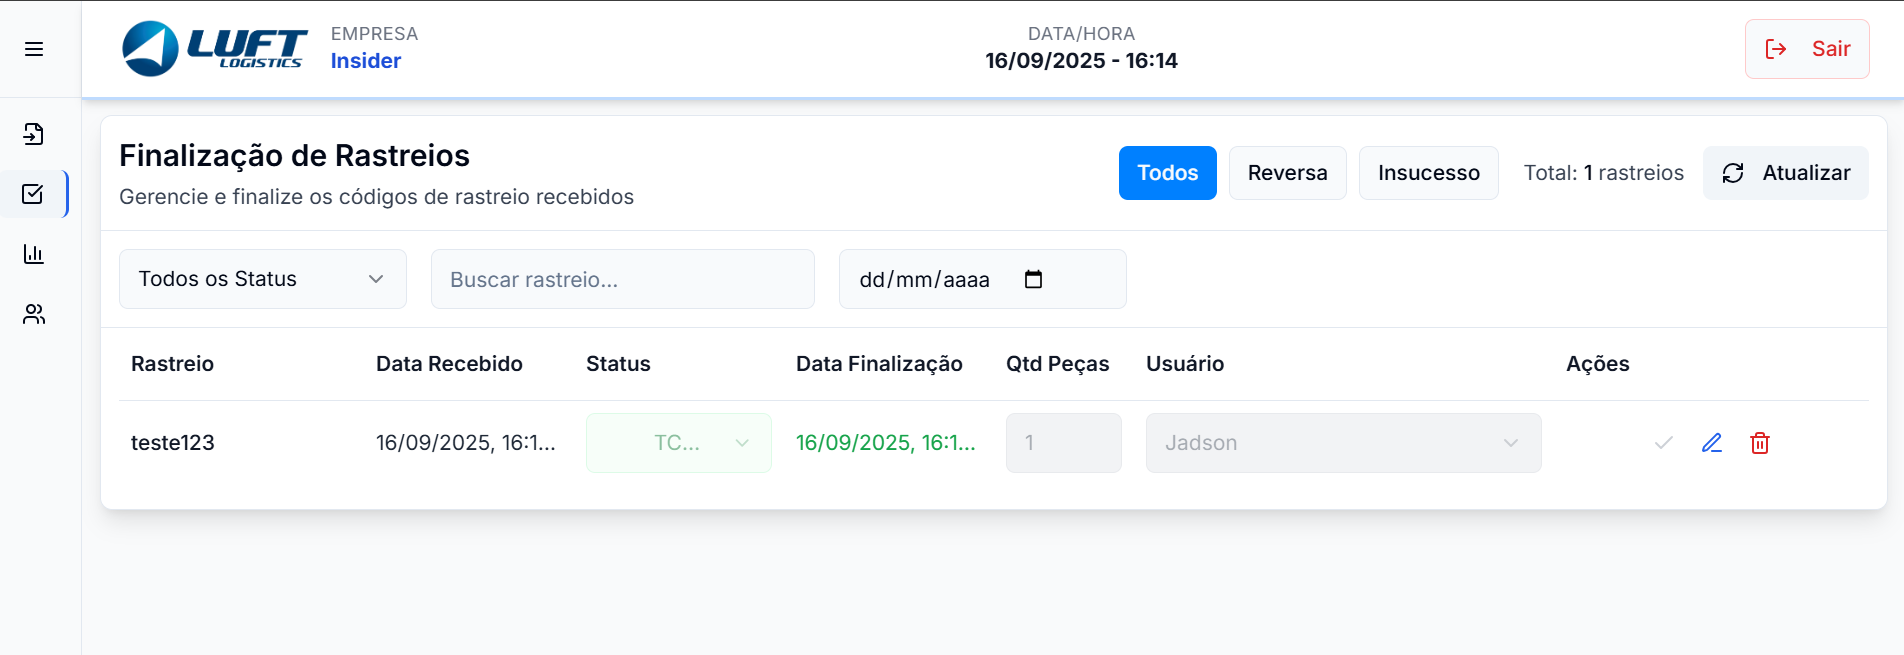 LUFT
LOGISTICS
EMPRESA
Insider
DATA/HORA
16/09/2025 - 16:14
Sair
Finalização de Rastreios
Gerencie e finalize os códigos de rastreio recebidos
Todos
Reversa
Insucesso
Total: 1 rastreios
Atualizar
Todos os Status
Buscar rastreio...
dd/mm/aaaa
Rastreio Data Recebido Status Data Finalização Qtd Peças Usuário Ações
teste123 16/09/2025, 16:1... TC... 16/09/2025, 16:1... 1 Jadson